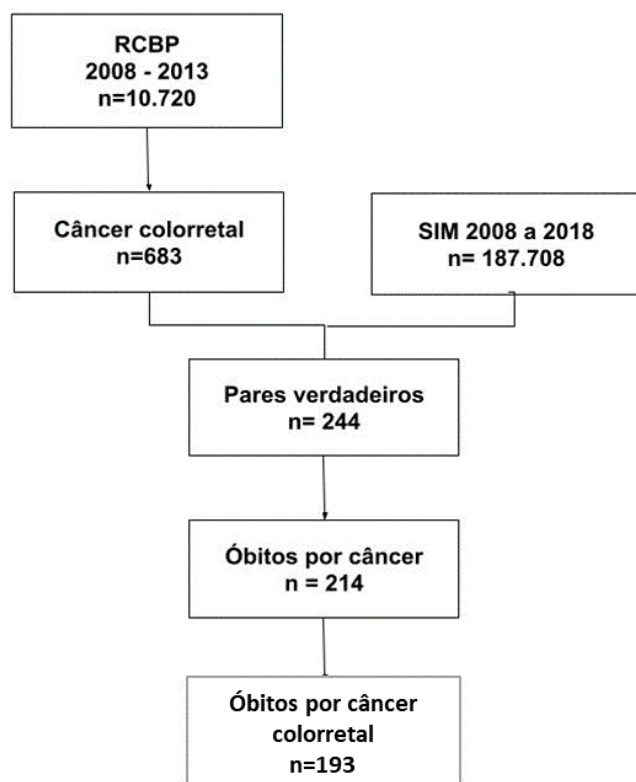 RCBP
2008 - 2013
n=10.720
Câncer colorretal
n=683
SIM 2008 a 2018
n= 187.708
Pares verdadeiros
n= 244
Óbitos por câncer
n = 214
Óbitos por câncer
colorretal
n=193